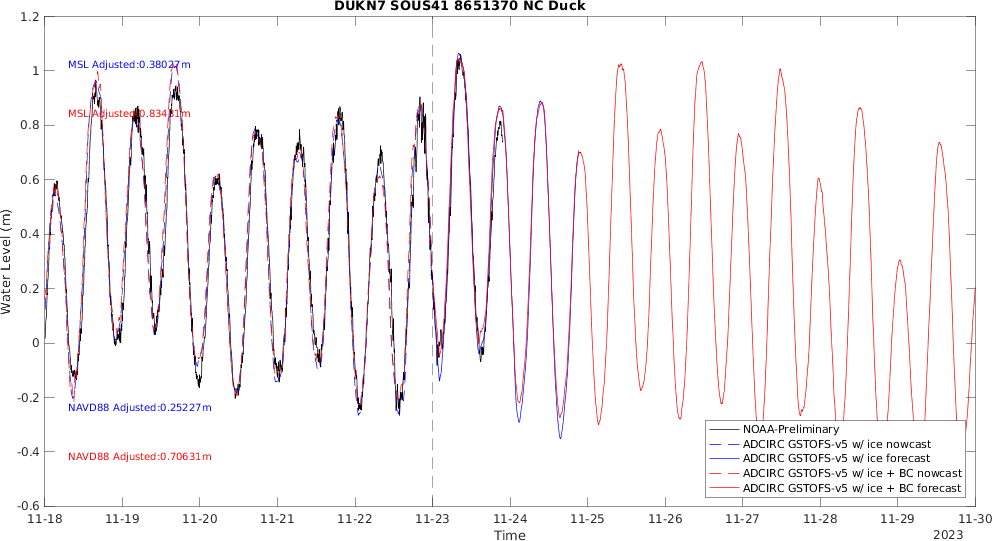 DUKN7 SOUS41 8651370 NC Duck
1.2
1
0.8
0.6
0.4
0.2
0
-0.2
-0.4
-0.6
Water Level (m)
MSL Adjusted:0.38027m
MSL Adjusted:0.83431m
NAVD88 Adjusted:0.25227m
NAVD88 Adjusted:0.70631m
NOAA-Preliminary
ADCIRC GSTOFS-v5 w/ ice nowcast
ADCIRC GSTOFS-v5 w/ ice forecast
ADCIRC GSTOFS-v5 w/ ice + BC nowcast
ADCIRC GSTOFS-v5 w/ ice + BC forecast
11-18 11-19 11-20 11-21 11-22 11-23 11-24 11-25 11-26 11-27 11-28 11-29 11-30
Time
2023